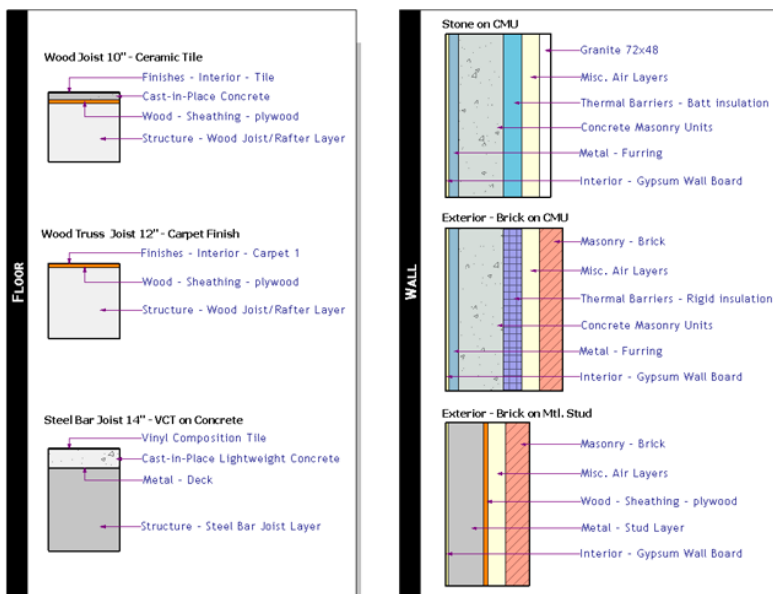 FLOOR
Wood Joist 10" - Ceramic Tile
Finishes - Interior - Tile
Cast-in-Place Concrete
Wood - Sheathing - plywood
Structure - Wood Joist/Rafter Layer
Wood Truss Joist 12" - Carpet Finish
Finishes - Interior - Carpet 1
Wood - Sheathing - plywood
Structure - Wood Joist/Rafter Layer
Steel Bar Joist 14" - VCT on Concrete
Vinyl Composition Tile
Cast-in-Place Lightweight Concrete
Metal - Deck
Structure - Steel Bar Joist Layer
WALL
Stone on CMU
Granite 72x48
Misc. Air Layers
Thermal Barriers - Batt insulation
Concrete Masonry Units
Metal - Furring
Interior - Gypsum Wall Board
Exterior - Brick on CMU
Masonry - Brick
Misc. Air Layers
Thermal Barriers - Rigid insulation
Concrete Masonry Units
Metal - Furring
Interior - Gypsum Wall Board
Exterior - Brick on Mtl. Stud
Masonry - Brick
Misc. Air Layers
Wood - Sheathing - plywood
Metal - Stud Layer
Interior - Gypsum Wall Board